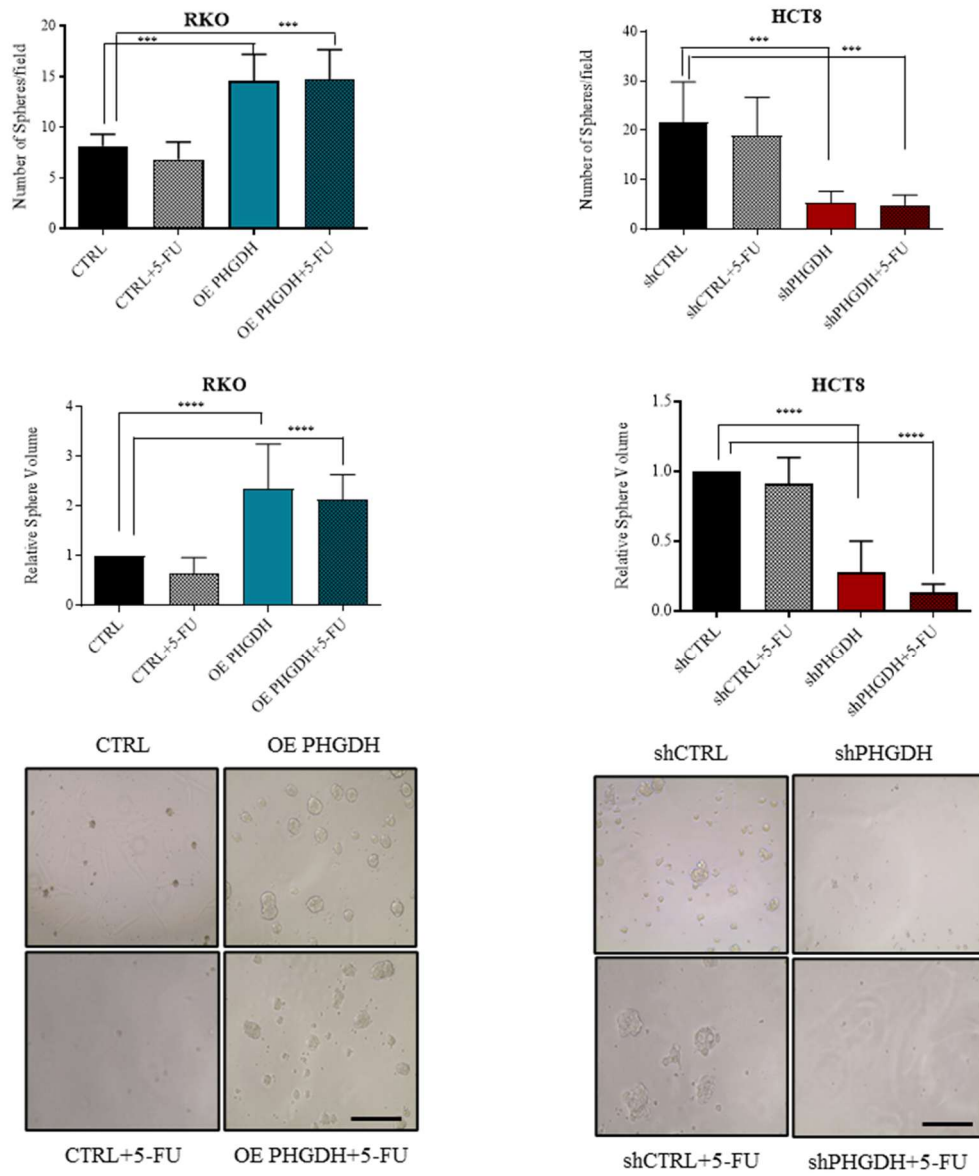 RKO
***
***
20
15
10
5
0
Number of Spheres/field
CTRL
CTRL+5-FU
OE PHGDH
OE PHGDH+5-FU
HCT8
***
***
40
30
20
10
0
Number of Spheres/field
shCTRL
shCTRL+5-FU
shPHGDH
shPHGDH+5-FU
RKO
****
****
4
3
2
1
0
Relative Sphere Volume
CTRL
CTRL+5-FU
OE PHGDH
OE PHGDH+5-FU
HCT8
****
****
1.5
1.0
0.5
0.0
Relative Sphere Volume
shCTRL
shCTRL+5-FU
shPHGDH
shPHGDH+5-FU
CTRL OE PHGDH
CTRL+5-FU OE PHGDH+5-FU
shCTRL shPHGDH
shCTRL+5-FU shPHGDH+5-FU